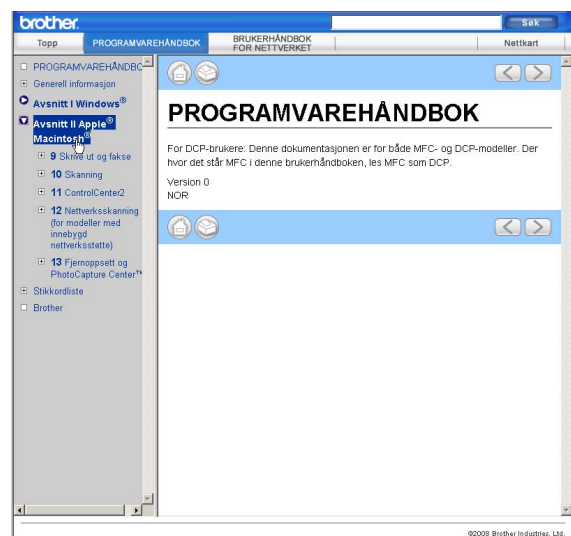 brother.
Søk
Topp
PROGRAMVAREHÅNDBOK
BRUKERHÅNDBOK
FOR NETTVERKET
Nettkart
PROGRAMVAREHÅNDBO
Generell informasjon
Avsnitt I Windows®
Avsnitt II Apple®
Macintosh®
9 Skrive ut og fakse
10 Skanning
11 ControlCenter2
12 Nettverksskanning
(for modeller med
innebygd
nettverksstøtte)
13 Fjernoppsett og
PhotoCapture Center™
Stikkordliste
Brother
PROGRAMVAREHÅNDBOK
For DCP-brukere: Denne dokumentasjonen er for både MFC- og DCP-modeller. Der
hvor det står MFC i denne brukerhåndboken, les MFC som DCP.
Version 0
NOR
©2008 Brother Industries, Ltd.